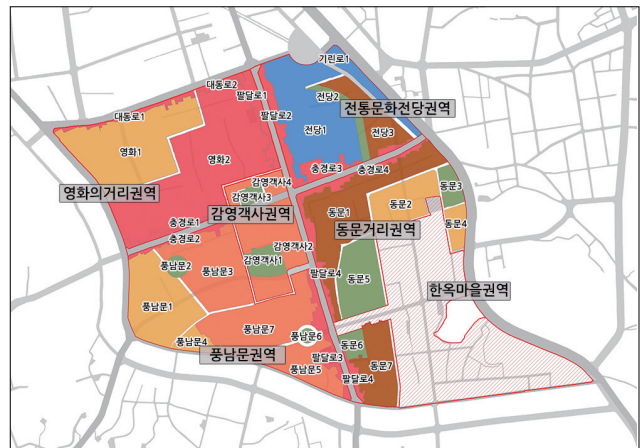 기린로1
대동로2
팔달로1
전당2
전통문화전당권역
대동로1
팔달로2
전당1
전당3
영화1
영화2
충경로3
충경로4
감영객사4
동문3
영화의거리권역
감영객사3
동문2
감영객사권역
동문1
충경로1
동문거리권역
동문4
충경로2
감영객사2
풍남문2
풍남문3
감영객사1
팔달로4
동문5
한옥마을권역
풍남문1
풍남문7
풍남문6
풍남문4
동문6
풍남문권역
팔달로3
풍남문5
동문7
팔달로4